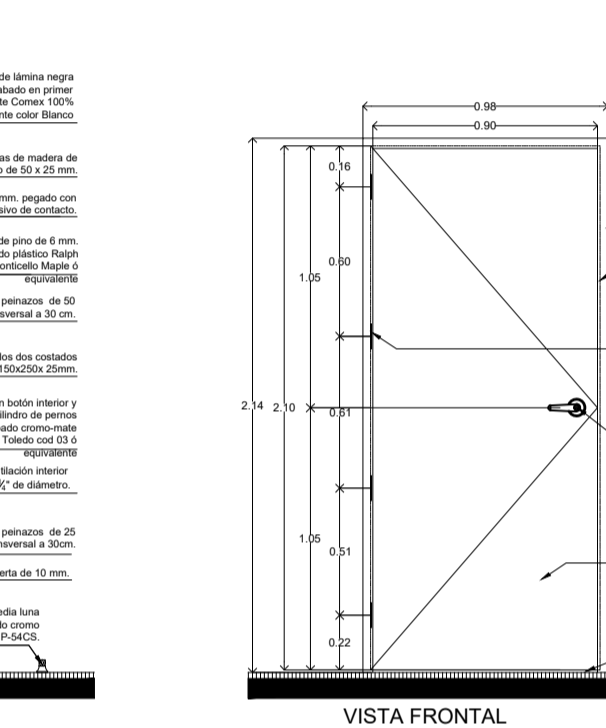 de lámina negra
abado en primer
te Comex 100%
nte color Blanco
as de madera de
o de 50 x 25 mm.
mm. pegado con
sivo de contacto.
de pino de 6 mm.
do plástico Ralph
onticello Maple ó
equivalente
peinazos de 50
sversal a 30 cm.
los dos costados
150x250x 25mm.
n botón interior y
cilindro de pernos
ado cromo-mate
Toledo cod 03 ó
equivalente
tilación interior
¾" de diámetro.
peinazos de 25
nsversal a 30cm.
erta de 10 mm.
edia luna
do cromo
P-54CS.
0.98
0.90
0.16
0.60
1.05
2.14 2.10
0.61
1.05
0.51
0.22
VISTA FRONTAL